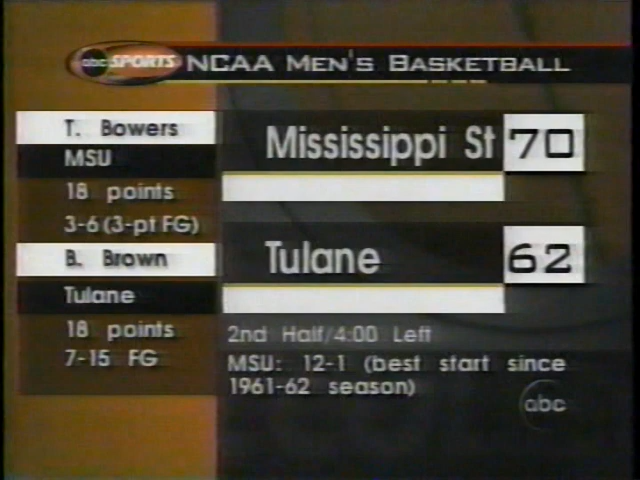 abc SPORTS NCAA MEN'S BASKETBALL
T. Bowers
MSU
18 points
3-6 (3-pt FG)
B. Brown
Tulane
18 points
7-15 FG
Mississippi St 70
Tulane 62
2nd Half/4:00 Left
MSU: 12-1 (best start since
1961-62 season)
abc